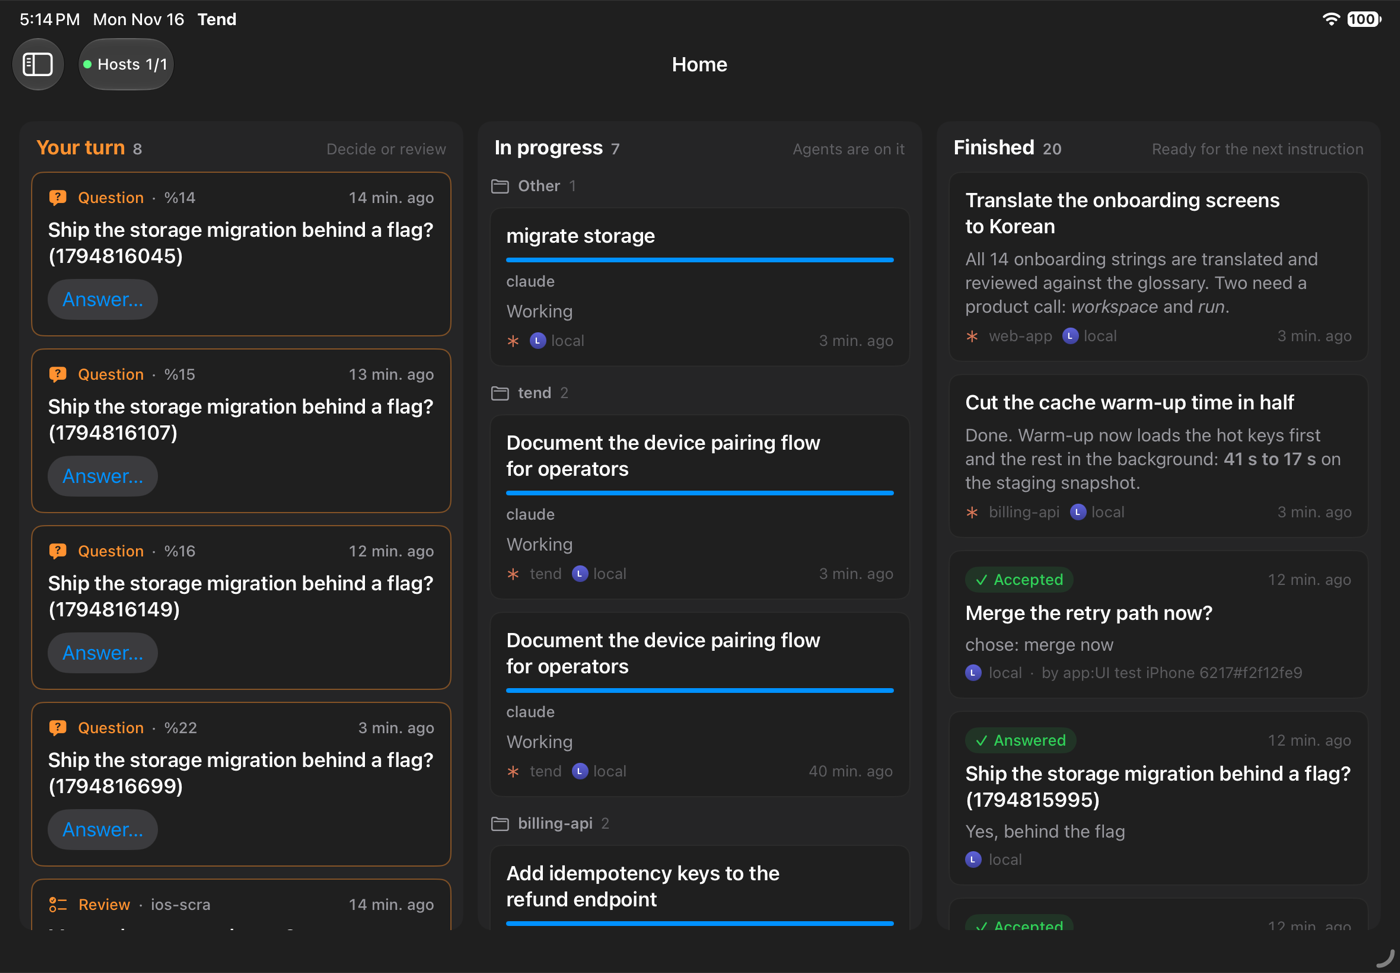 5:14 PM Mon Nov 16 Tend
100
Hosts 1/1
Home
Your turn 8
Decide or review
Question · %14
14 min. ago
Ship the storage migration behind a flag?
(1794816045)
Answer...
Question · %15
13 min. ago
Ship the storage migration behind a flag?
(1794816107)
Answer...
Question · %16
12 min. ago
Ship the storage migration behind a flag?
(1794816149)
Answer...
Question · %22
3 min. ago
Ship the storage migration behind a flag?
(1794816699)
Answer...
Review · ios-scra
14 min. ago
In progress 7
Agents are on it
Other 1
migrate storage
claude
Working
L local
3 min. ago
tend 2
Document the device pairing flow
for operators
claude
Working
tend L local
3 min. ago
Document the device pairing flow
for operators
claude
Working
tend L local
40 min. ago
billing-api 2
Add idempotency keys to the
refund endpoint
Finished 20
Ready for the next instruction
Translate the onboarding screens
to Korean
All 14 onboarding strings are translated and
reviewed against the glossary. Two need a
product call: workspace and run.
web-app L local
3 min. ago
Cut the cache warm-up time in half
Done. Warm-up now loads the hot keys first
and the rest in the background: 41 s to 17 s on
the staging snapshot.
billing-api L local
3 min. ago
Accepted
12 min. ago
Merge the retry path now?
chose: merge now
L local · by app:UI test iPhone 6217#f2f12fe9
Answered
12 min. ago
Ship the storage migration behind a flag?
(1794815995)
Yes, behind the flag
L local
Accepted
12 min. ago